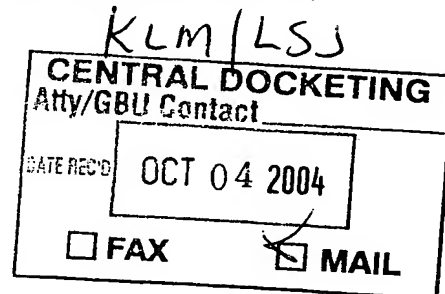 KLM/LSJ
CENTRAL DOCKETING
Atty/GBU Contact
DATE REC'D OCT 04 2004
FAX MAIL